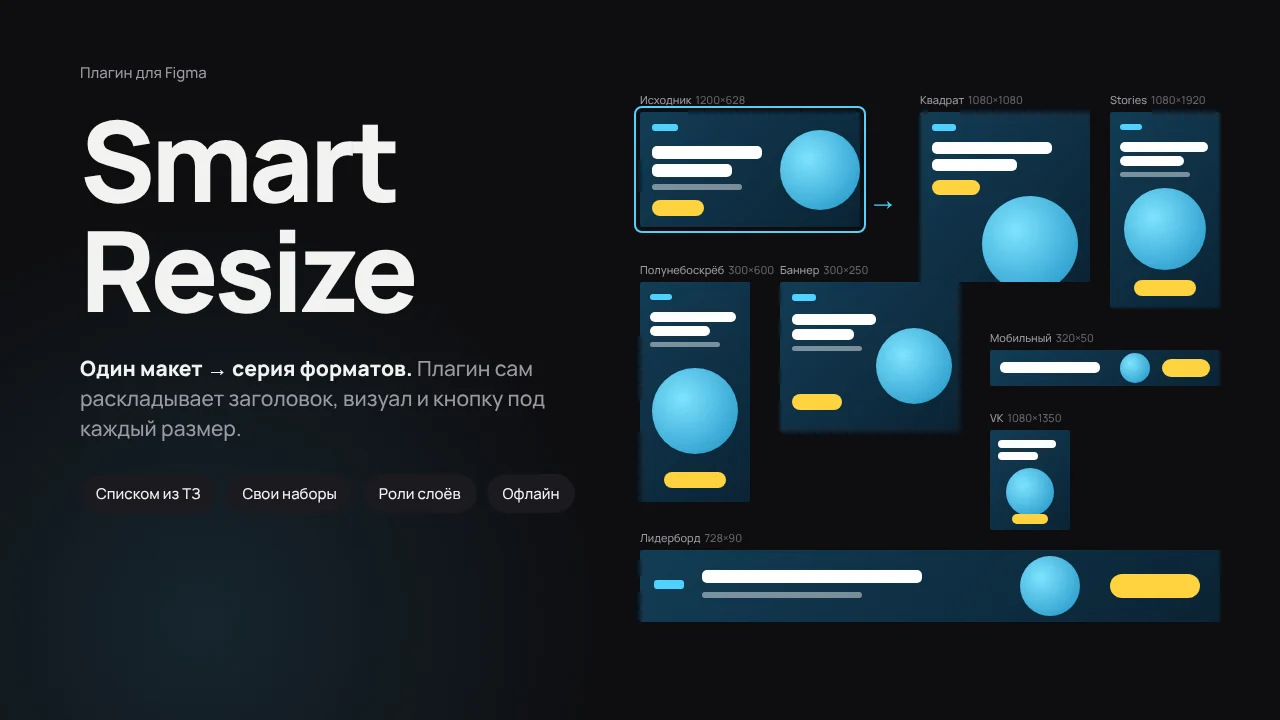 Плагин для Figma
Smart
Resize
Один макет → серия форматов. Плагин сам
раскладывает заголовок, визуал и кнопку под
каждый размер.
Списком из ТЗ
Свои наборы
Роли слоёв
Офлайн
Исходник 1200×628
→
Квадрат 1080×1080
Stories 1080×1920
Полунебоскрёб 300×600
Баннер 300×250
Мобильный 320×50
VK 1080×1350
Лидерборд 728×90